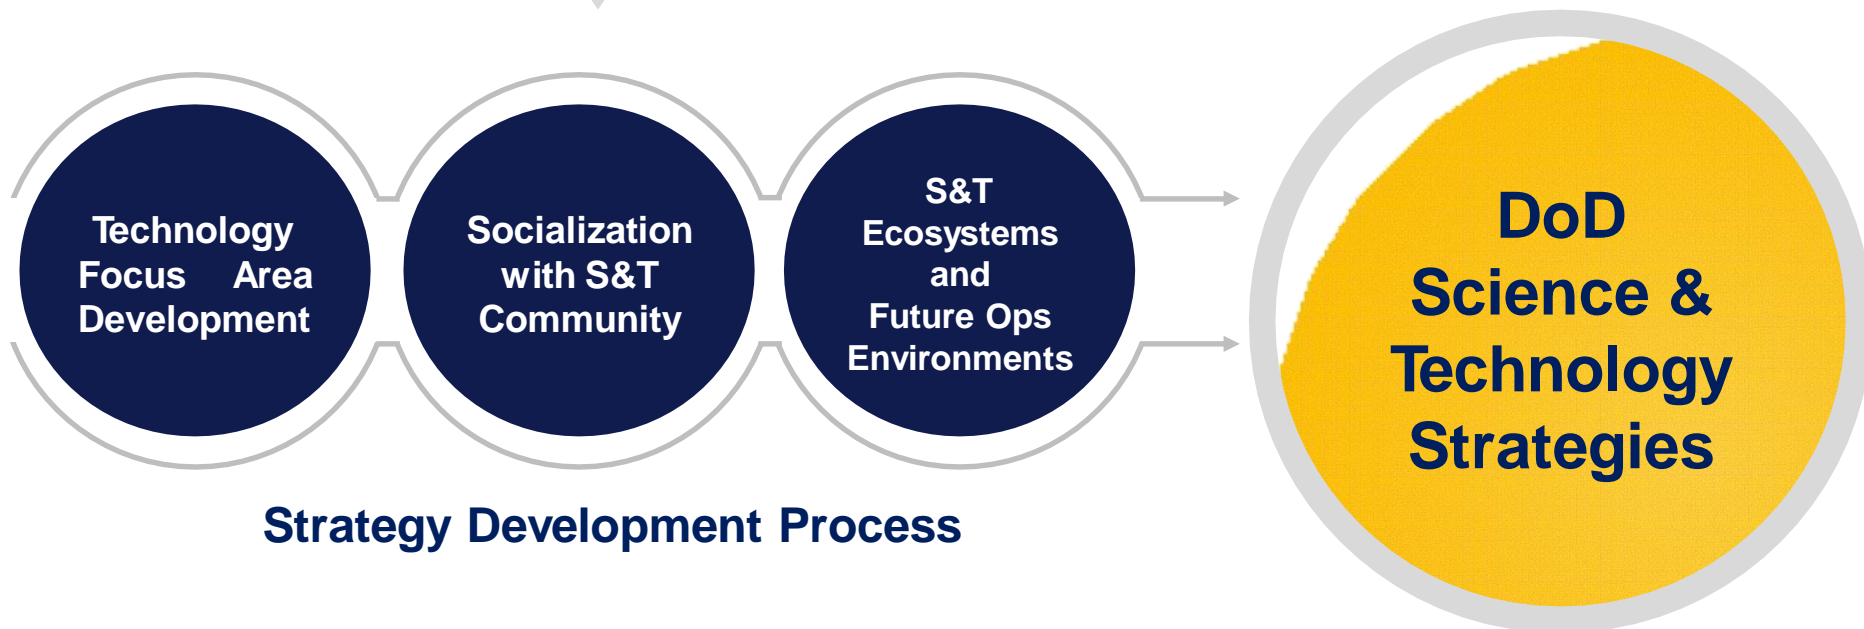 Technology
Focus Area
Development
Socialization
with S&T
Community
S&T
Ecosystems
and
Future Ops
Environments
DoD
Science &
Technology
Strategies
Strategy Development Process